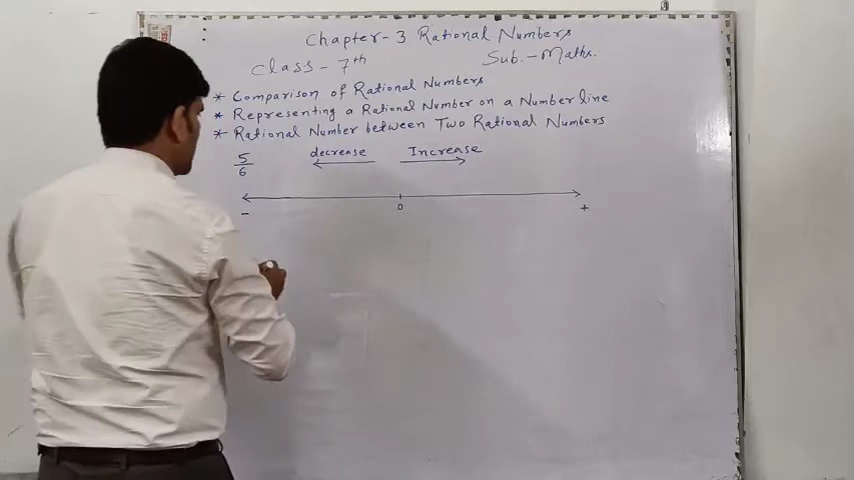 Chapter-3 Rational Numbers
Class-7th Sub.-Maths.
* Comparison of Rational Numbers
* Representing a Rational Number on a Number line
* Rational Number between Two Rational Numbers
5/6 decrease Increase
- 0 +